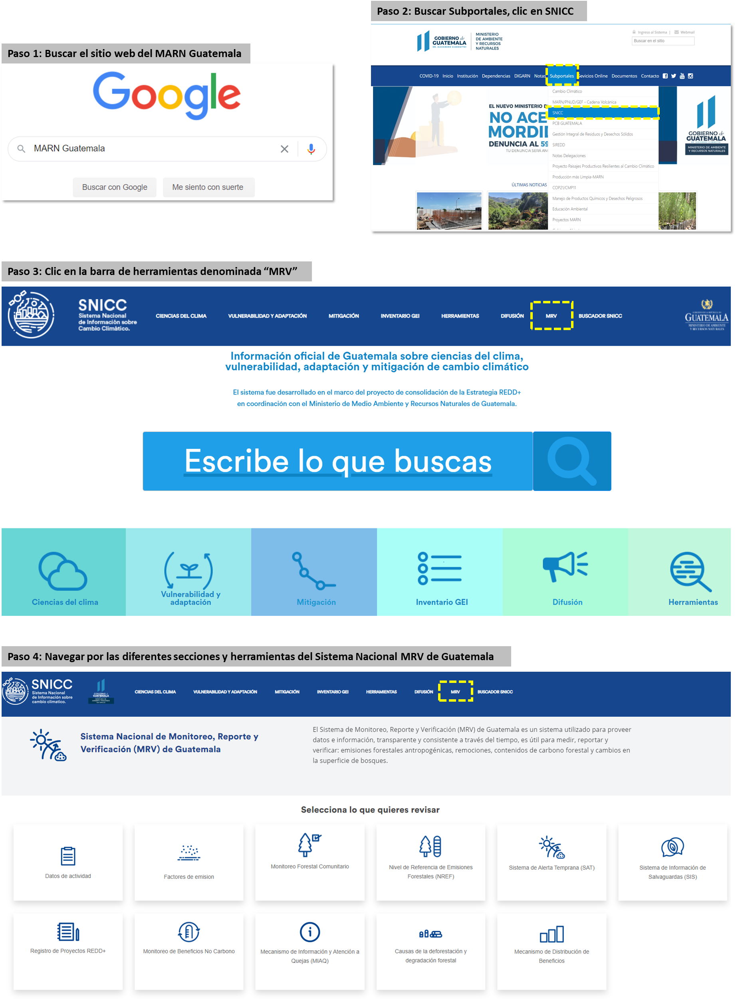 Paso 1: Buscar el sitio web del MARN Guatemala
Google
MARN Guatemala
Buscar con Google
Me siento con suerte
Paso 2: Buscar Subportales, clic en SNICC
GOBIERNO de
GUATEMALA
DR. ALEJANDRO GIAMMATTEI
MINISTERIO
DE AMBIENTE
Y RECURSOS
NATURALES
Ingreso al Sistema | Webmail
Buscar en el sitio
COVID-19 Inicio Institución Dependencias DIGARN Notas Subportales Sevicios Online Documentos Contacto
EL NUEVO MINISTERIO D
NO ACE
MORDI
DENUNCIA AL 59
TU DENUNCIA SERÁ AN
Cambio Climático
MARN/PNUD/GEF - Cadena Volcánica
SNICC
PCB GUATEMALA
Gestión Integral de Residuos y Desechos Sólidos
SIREDD
Notas Delegaciones
Proyecto Paisajes Productivos Resilientes al Cambio Climático
Producción más Limpia-MARN
COP21/CMP11
Manejo de Productos Químicos y Desechos Peligrosos
Educación Ambiental
Proyectos MARN
GOBIERNO de
GUATEMALA
DR. ALEJANDRO GIAMMATTEI
MINISTERIO DE AMBIENTE
Y RECURSOS NATURALES
ÚLTIMAS NOTICIAS
Paso 3: Clic en la barra de herramientas denominada “MRV”
SNICC
Sistema Nacional
de Información sobre
Cambio Climático.
CIENCIAS DEL CLIMA VULNERABILIDAD Y ADAPTACIÓN MITIGACIÓN INVENTARIO GEI HERRAMIENTAS DIFUSIÓN MRV BUSCADOR SNICC
GUATEMALA
MINISTERIO DE AMBIENTE
Y RECURSOS NATURALES
Información oficial de Guatemala sobre ciencias del clima,
vulnerabilidad, adaptación y mitigación de cambio climático
El sistema fue desarrollado en el marco del proyecto de consolidación de la Estrategia REDD+
en coordinación con el Ministerio de Medio Ambiente y Recursos Naturales de Guatemala.
Escribe lo que buscas
Ciencias del clima
Vulnerabilidad y
adaptación
Mitigación
Inventario GEI
Difusión
Herramientas
Paso 4: Navegar por las diferentes secciones y herramientas del Sistema Nacional MRV de Guatemala
SNICC
Sistema Nacional
de Información sobre
cambio climatico.
GOBIERNO de
GUATEMALA
CIENCIAS DEL CLIMA VULNERABILIDAD Y ADAPTACIÓN MITIGACIÓN INVENTARIO GEI HERRAMIENTAS DIFUSIÓN MRV BUSCADOR SNICC
Sistema Nacional de Monitoreo, Reporte y
Verificación (MRV) de Guatemala
El Sistema de Monitoreo, Reporte y Verificación (MRV) de Guatemala es un sistema utilizado para proveer
datos e información, transparente y consistente a través del tiempo, es útil para medir, reportar y
verificar: emisiones forestales antropogénicas, remociones, contenidos de carbono forestal y cambios en
la superficie de bosques.
Selecciona lo que quieres revisar
Datos de actividad
Factores de emision
Monitoreo Forestal Comunitario
Nivel de Referencia de Emisiones
Forestales (NREF)
Sistema de Alerta Temprana (SAT)
Sistema de Información de
Salvaguardas (SIS)
Registro de Proyectos REDD+
Monitoreo de Beneficios No Carbono
Mecanismo de Información y Atención a
Quejas (MIAQ)
Causas de la deforestación y
degradación forestal
Mecanismo de Distribución de
Beneficios